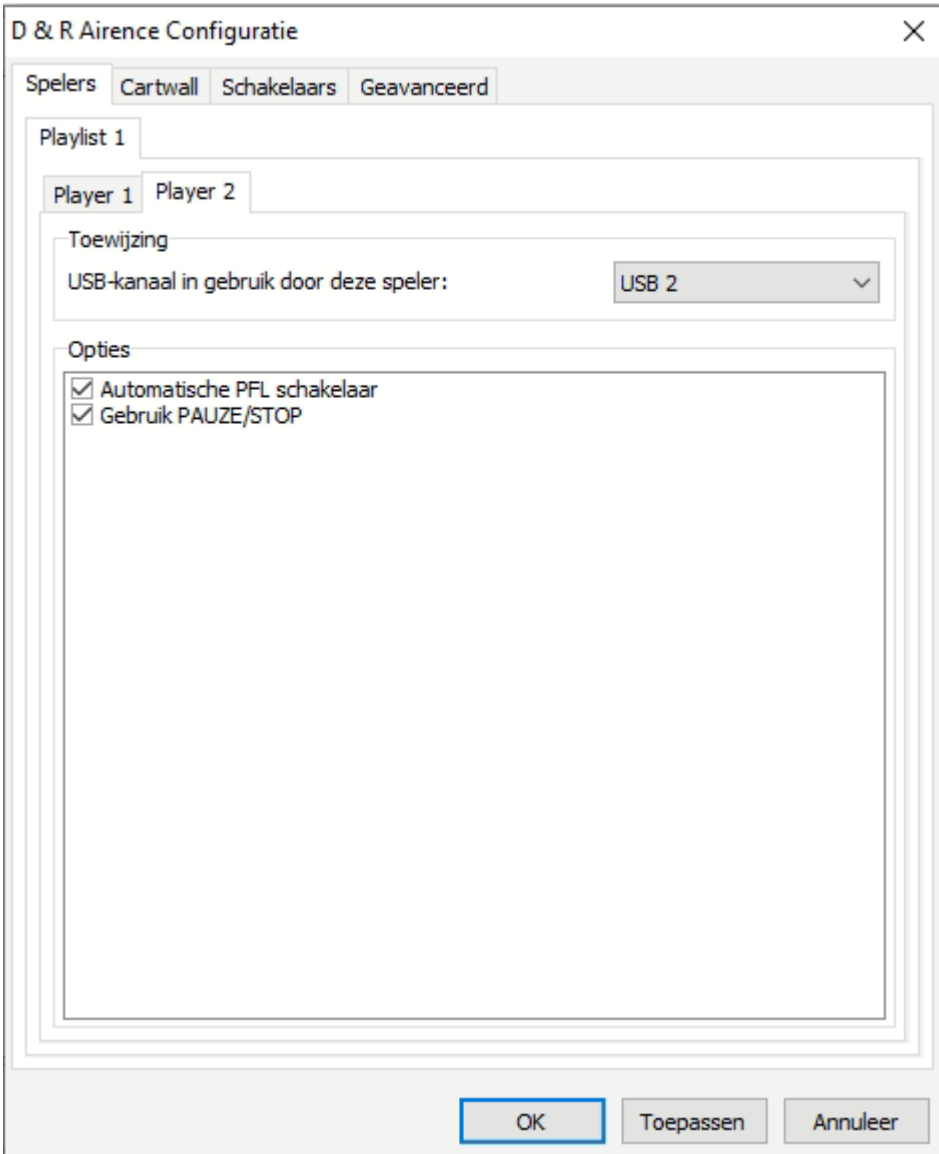 D & R Airence Configuratie
Spelers Cartwall Schakelaars Geavanceerd
Playlist 1
Player 1 Player 2
Toewijzing
USB-kanaal in gebruik door deze speler: USB 2
Opties
Automatische PFL schakelaar
Gebruik PAUZE/STOP
OK Toepassen Annuleer